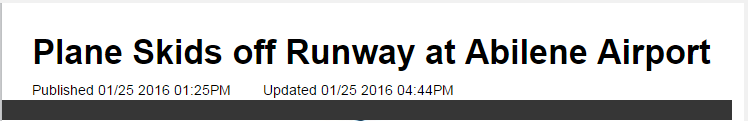 Plane Skids off Runway at Abilene Airport
Published 01/25 2016 01:25PM Updated 01/25 2016 04:44PM